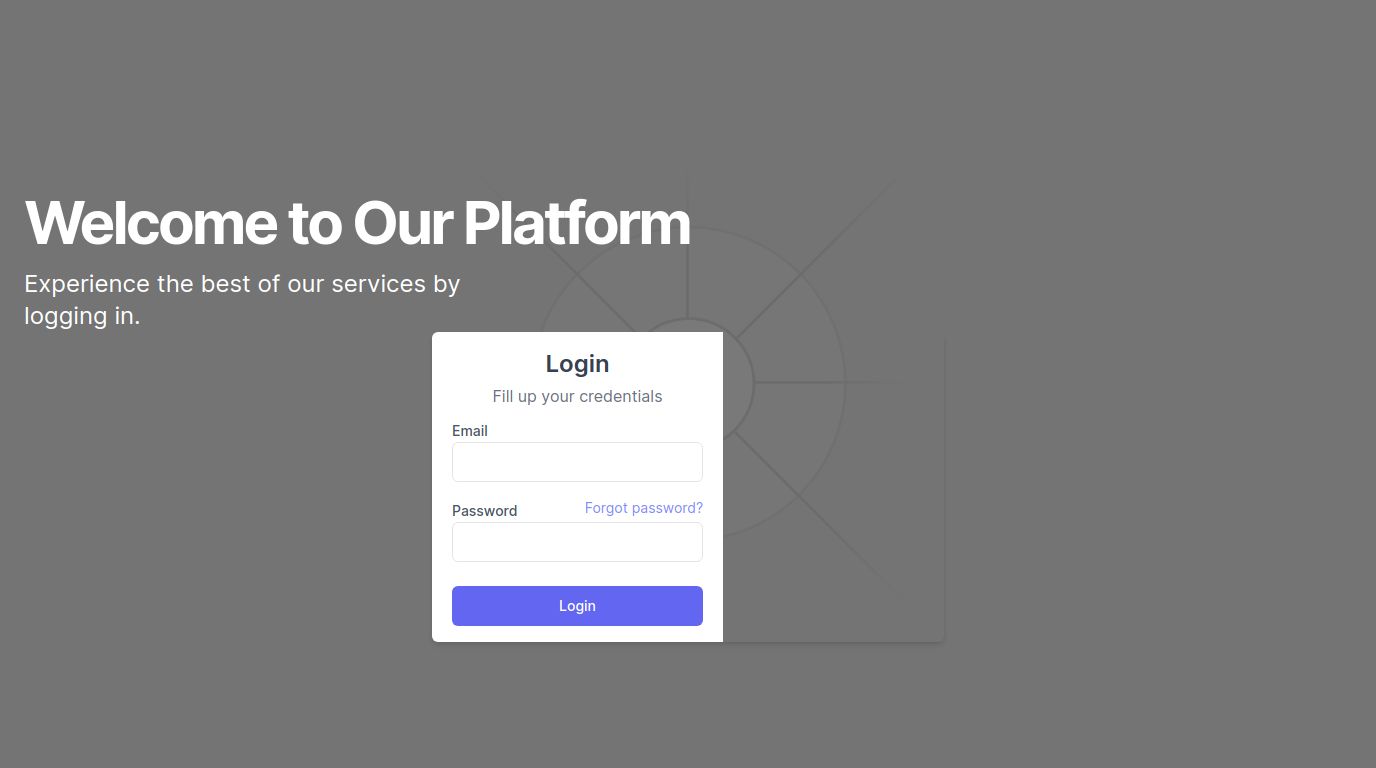 Welcome to Our Platform
Experience the best of our services by
logging in.
Login
Fill up your credentials
Email
Password
Forgot password?
Login